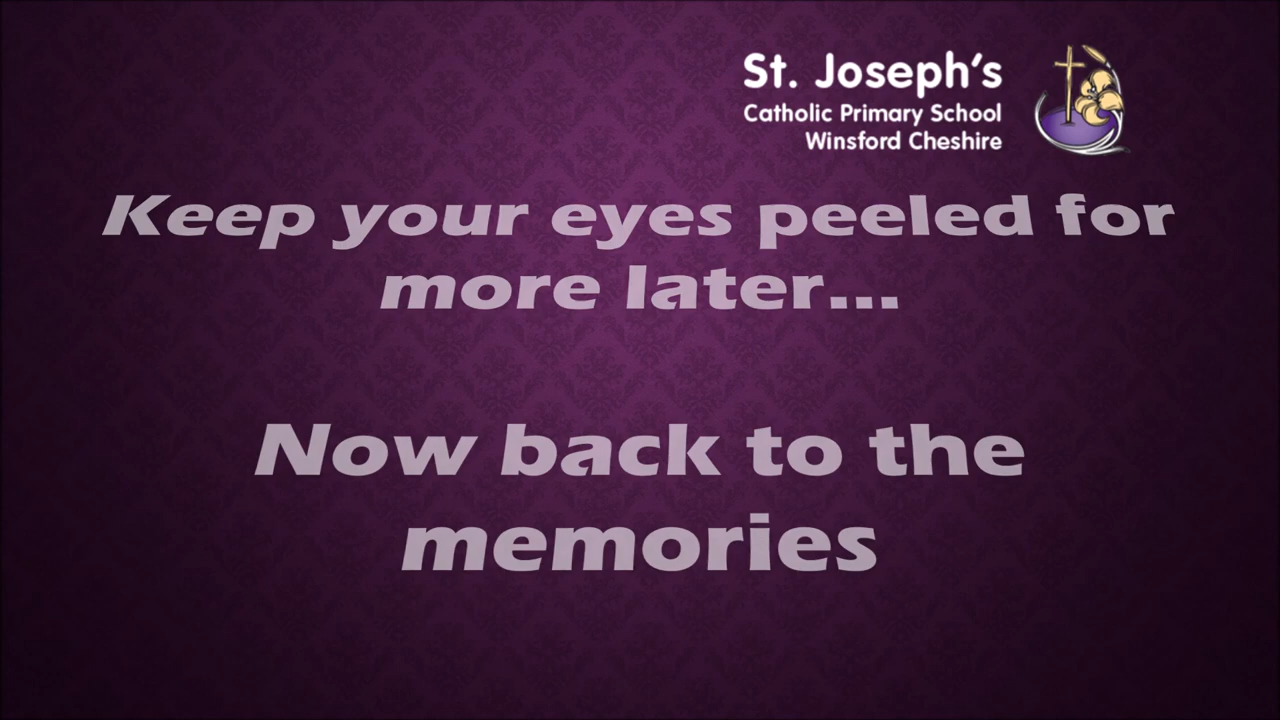 St. Joseph's
Catholic Primary School
Winsford Cheshire
Keep your eyes peeled for
more later...
Now back to the
memories